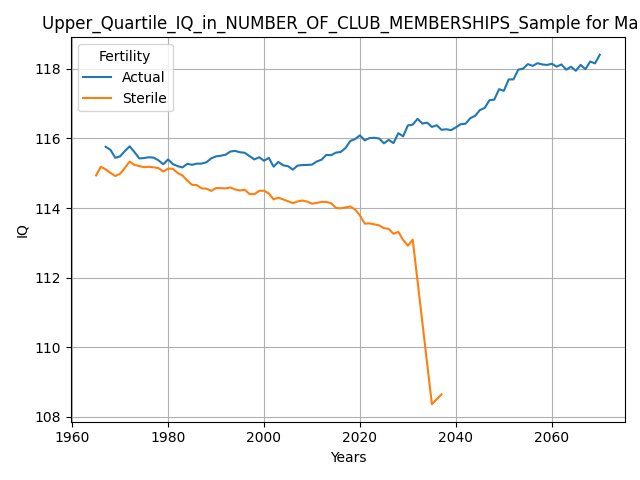 Upper_Quartile_IQ_in_NUMBER_OF_CLUB_MEMBERSHIPS_Sample for Ma
Fertility
Actual
Sterile
118
116
114
112
110
108
IQ
1960
1980
2000
2020
2040
2060
Years